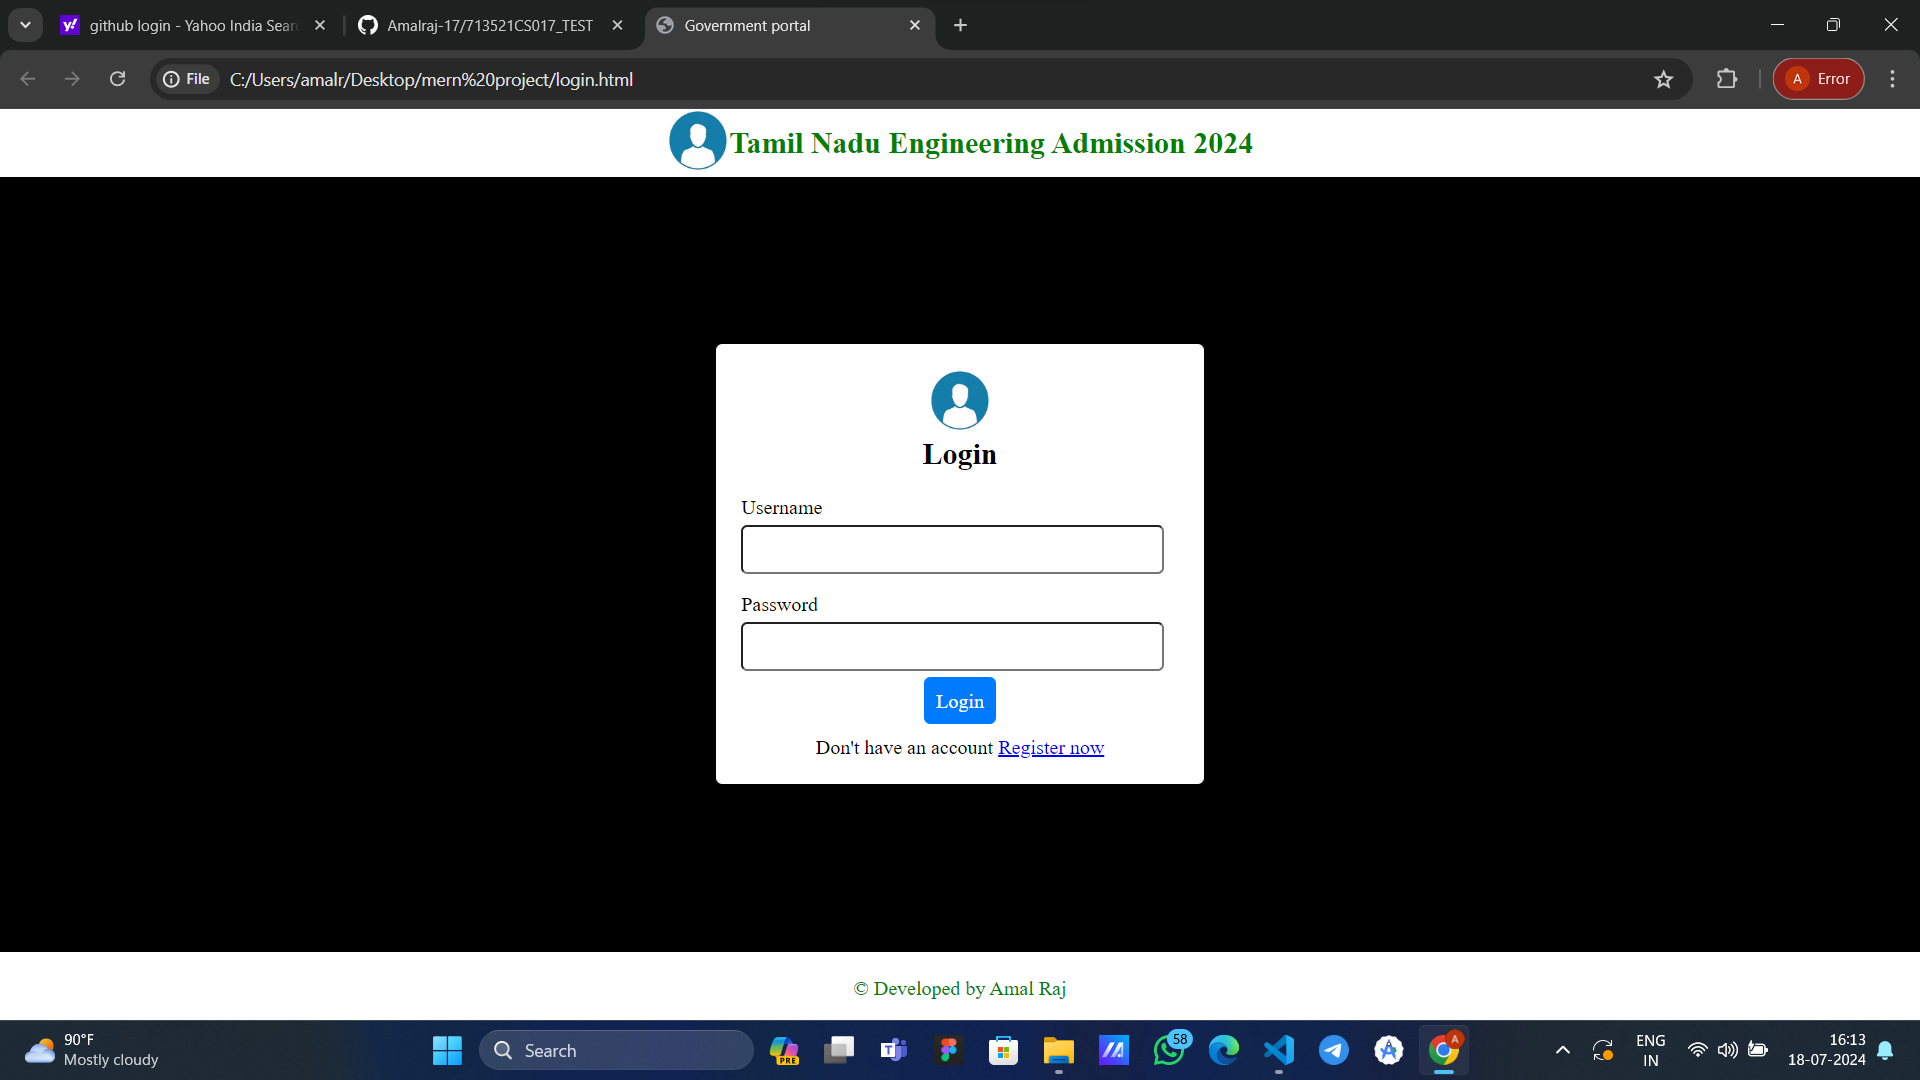 github login - Yahoo India Sear
Amalraj-17/713521CS017_TEST
Government portal
File
C:/Users/amalr/Desktop/mern%20project/login.html
A
Error
Tamil Nadu Engineering Admission 2024
Login
Username
Password
Login
Don't have an account Register now
© Developed by Amal Raj
90°F
Mostly cloudy
Search
PRE
58
A
ENG
IN
16:13
18-07-2024